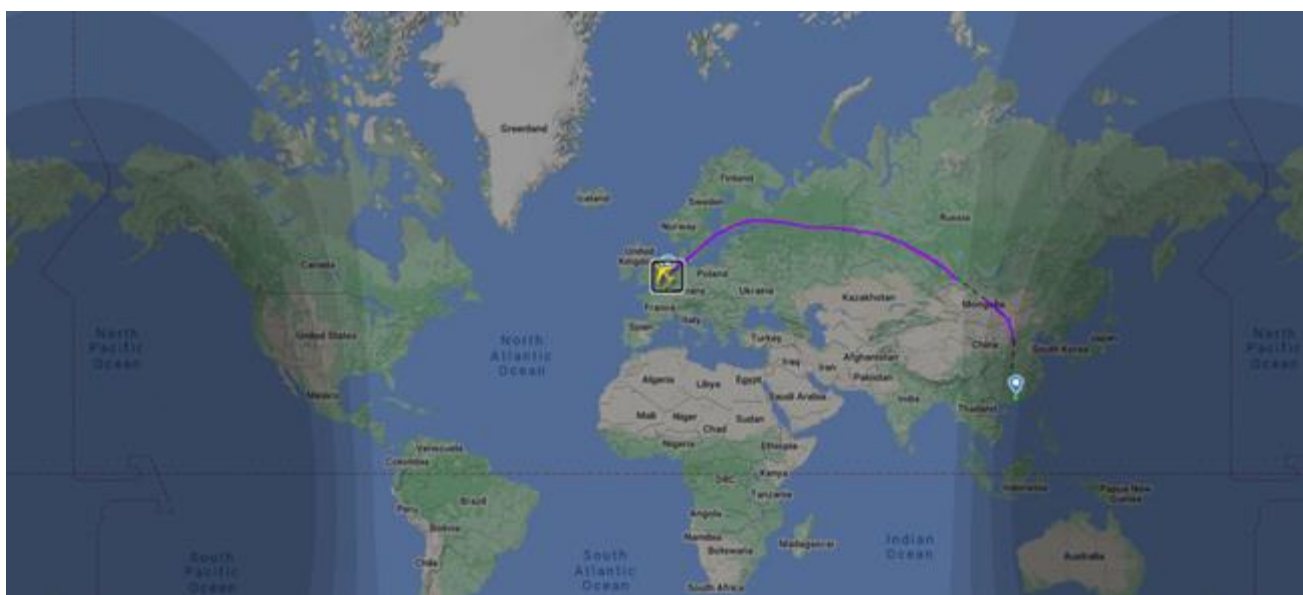 Greenland
Finland
Iceland
Sweden
Norway
Russia
United
Kingdom
Poland
Canada
Ukraine
Kazakhstan
France
Mongolia
Italy
Spain
United States
North
Pacific
Ocean
North
Atlantic
Ocean
Turkey
China
South Korea
Japan
North
Pacific
Ocean
Iraq
Iran
Afghanistan
Pakistan
Algeria
Libya
Egypt
Saudi Arabia
Mexico
India
Thailand
Mali
Niger
Sudan
Chad
Nigeria
Ethiopia
Venezuela
Colombia
Kenya
DRC
Indonesia
Papua New
Guinea
Tanzania
Brazil
Peru
Angola
Bolivia
Namibia
Botswana
Madagascar
Indian
Ocean
Australia
South
Pacific
Ocean
Chile
South
Atlantic
Ocean
South Africa